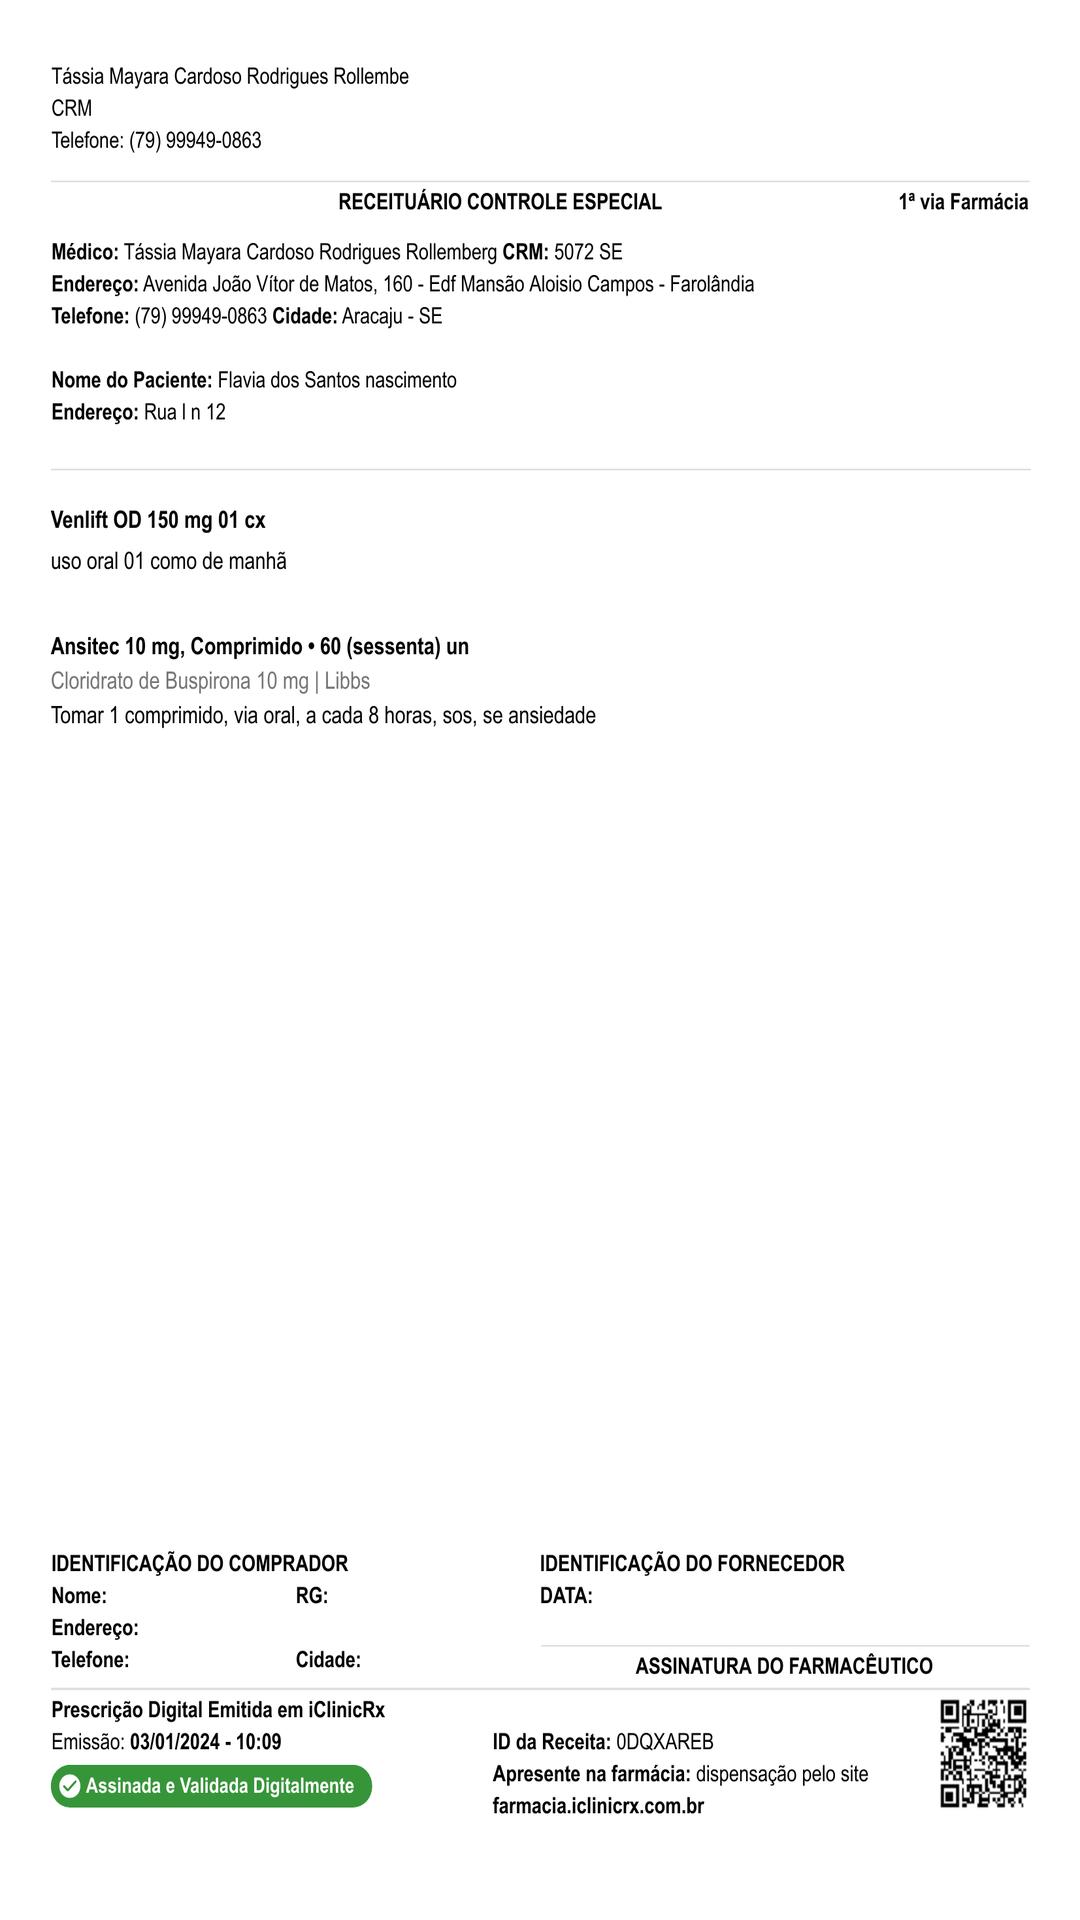 Tássia Mayara Cardoso Rodrigues Rollembe
CRM
Telefone: (79) 99949-0863
RECEITUÁRIO CONTROLE ESPECIAL 1ª via Farmácia
Médico: Tássia Mayara Cardoso Rodrigues Rollemberg CRM: 5072 SE
Endereço: Avenida João Vítor de Matos, 160 - Edf Mansão Aloisio Campos - Farolândia
Telefone: (79) 99949-0863 Cidade: Aracaju - SE
Nome do Paciente: Flavia dos Santos nascimento
Endereço: Rua I n 12
Venlift OD 150 mg 01 cx
uso oral 01 como de manhã
Ansitec 10 mg, Comprimido • 60 (sessenta) un
Cloridrato de Buspirona 10 mg | Libbs
Tomar 1 comprimido, via oral, a cada 8 horas, sos, se ansiedade
IDENTIFICAÇÃO DO COMPRADOR IDENTIFICAÇÃO DO FORNECEDOR
Nome: RG: DATA:
Endereço:
Telefone: Cidade:
ASSINATURA DO FARMACÊUTICO
Prescrição Digital Emitida em iClinicRx
Emissão: 03/01/2024 - 10:09 ID da Receita: 0DQXAREB
Assinada e Validada Digitalmente Apresente na farmácia: dispensação pelo site
farmacia.iclinicrx.com.br